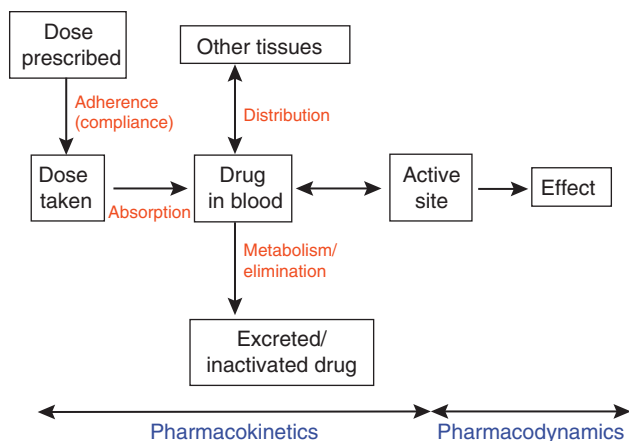 Dose
prescribed
Other tissues
Adherence
(compliance)
Distribution
Dose
taken
Absorption
Drug
in blood
Active
site
Effect
Metabolism/
elimination
Excreted/
inactivated drug
Pharmacokinetics
Pharmacodynamics